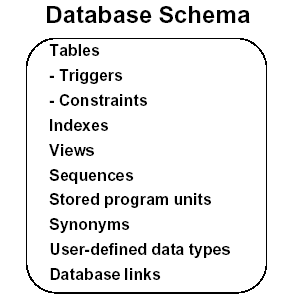 Database Schema
Tables
- Triggers
- Constraints
Indexes
Views
Sequences
Stored program units
Synonyms
User-defined data types
Database links